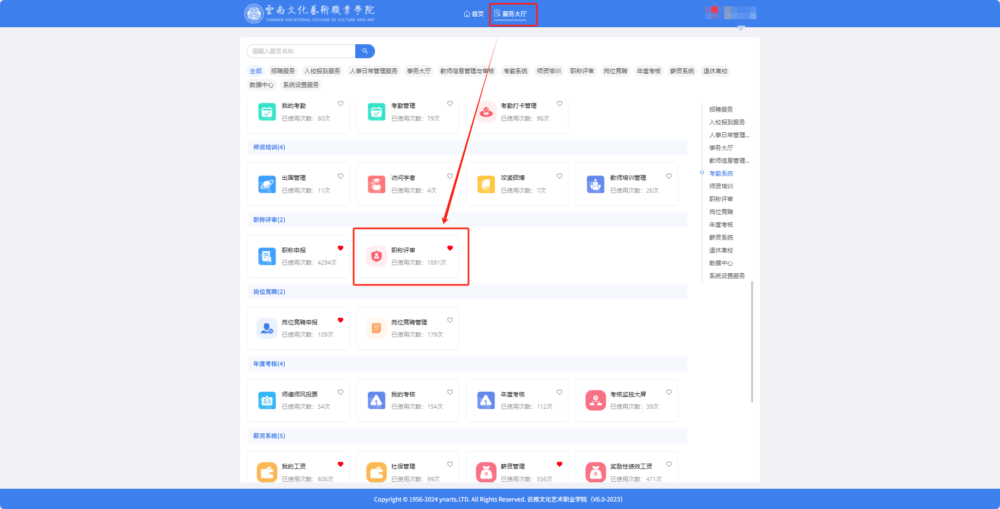 雲南文化藝術職業學院
YUNNAN VOCATIONAL COLLEGE OF CULTURE AND ART
首页
服务大厅
请输入服务名称
全部 招聘服务 入校报到服务 人事日常管理服务 事务大厅 教师信息管理与审核 考勤系统 师资培训 职称评审 岗位竞聘 年度考核 薪资系统 退休离校
数据中心 系统设置服务
我的考勤
已使用次数：80次
考勤管理
已使用次数：79次
考勤打卡管理
已使用次数：98次
师资培训(4)
出国管理
已使用次数：11次
访问学者
已使用次数：4次
攻读硕博
已使用次数：7次
教师培训管理
已使用次数：26次
职称评审(2)
职称申报
已使用次数：4294次
职称评审
已使用次数：1891次
岗位竞聘(2)
岗位竞聘申报
已使用次数：109次
岗位竞聘管理
已使用次数：179次
年度考核(4)
师德师风投票
已使用次数：54次
我的考核
已使用次数：154次
年度考核
已使用次数：112次
考核监控大屏
已使用次数：39次
薪资系统(5)
我的工资
已使用次数：608次
社保管理
已使用次数：99次
薪资管理
已使用次数：556次
奖励性绩效工资
已使用次数：471次
招聘服务
入校报到服务
人事日常管理...
事务大厅
教师信息管理...
考勤系统
师资培训
职称评审
岗位竞聘
年度考核
薪资系统
退休离校
数据中心
系统设置服务
Copyright © 1956-2024 ynarts.LTD. All Rights Reserved. 云南文化艺术职业学院（V6.0-2023）